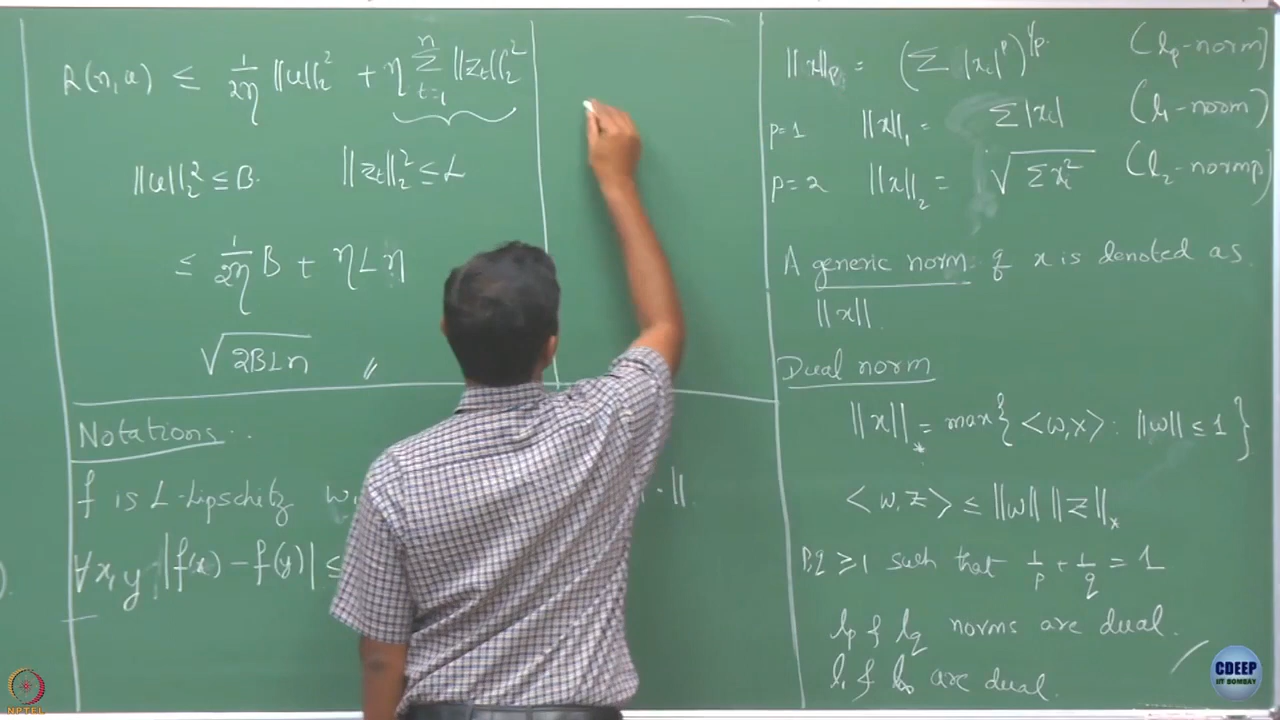 R(n,u) ≤ 1/2η ||u||₂² + η Σ_{t=1}^{n} ||z_t||₂²
||u||₂² ≤ B. ||z_t||₂² ≤ L
≤ 1/2η B + η L n
√2BLn
Notations..
f is L-Lipschitz w. ||
∀x,y |f(x) - f(y)| ≤
||x||_p = (Σ |x_i|^p)^{1/p} (l_p-norm)
p=1 ||x||₁ = Σ|x_i| (l₁-norm)
p=2 ||x||₂ = √Σx_i² (l₂-normp)
A generic norm of x is denoted as
||x||.
Dual norm
||x||_* = max{<w,x> : ||w|| ≤ 1}
<w,z> ≤ ||w|| ||z||_*
P,q ≥ 1 such that 1/p + 1/q = 1
l_p & l_q norms are dual.
l₁ & l_∞ are dual.
NPTEL
CDEEP
IIT BOMBAY